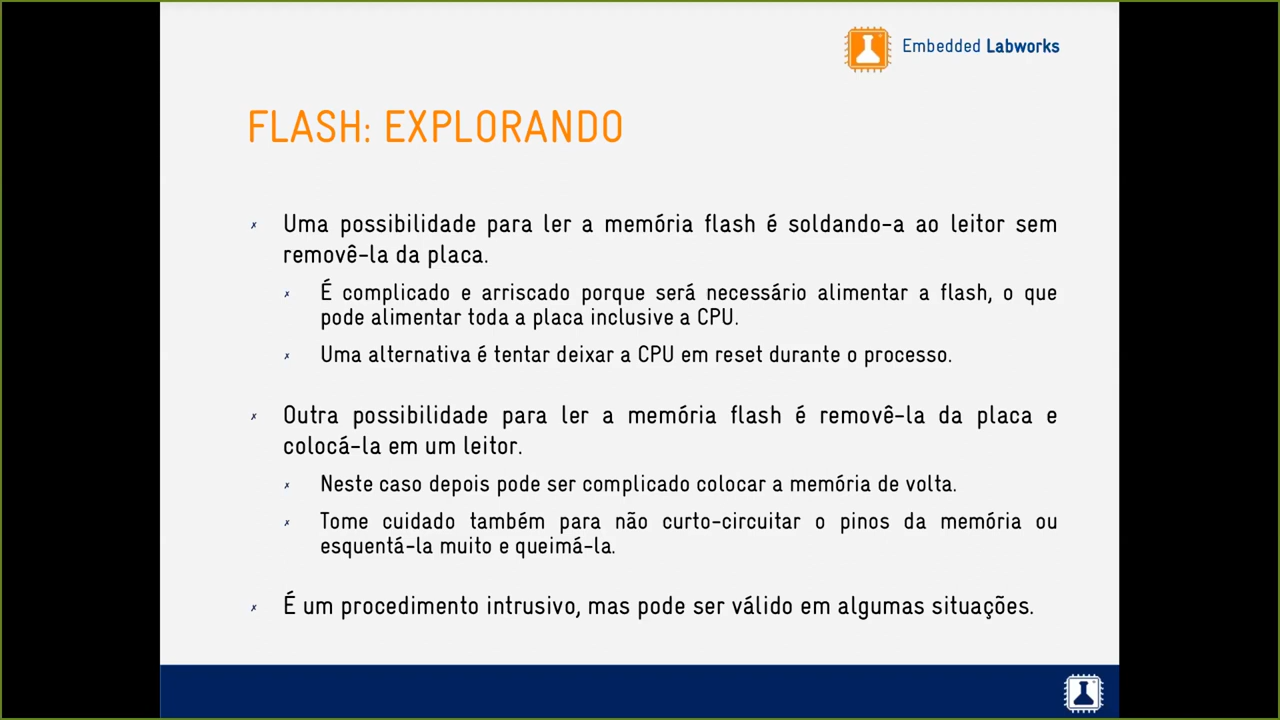 Embedded Labworks
FLASH: EXPLORANDO
Uma possibilidade para ler a memória flash é soldando-a ao leitor sem
removê-la da placa.
É complicado e arriscado porque será necessário alimentar a flash, o que
pode alimentar toda a placa inclusive a CPU.
Uma alternativa é tentar deixar a CPU em reset durante o processo.
Outra possibilidade para ler a memória flash é removê-la da placa e
colocá-la em um leitor.
Neste caso depois pode ser complicado colocar a memória de volta.
Tome cuidado também para não curto-circuitar o pinos da memória ou
esquentá-la muito e queimá-la.
É um procedimento intrusivo, mas pode ser válido em algumas situações.